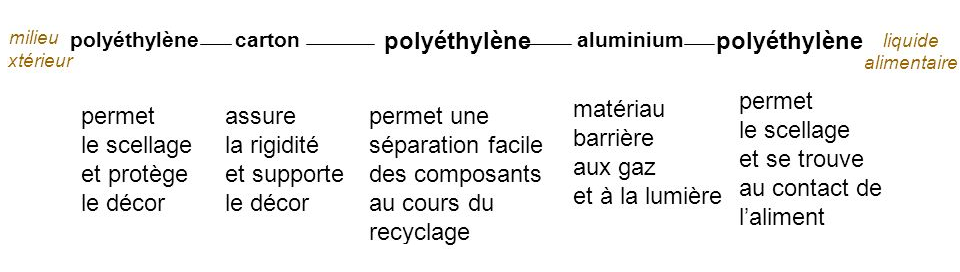 milieu
xtérieur
polyéthylène carton polyéthylène aluminium polyéthylène
liquide
alimentaire
permet
le scellage
et protège
le décor
assure
la rigidité
et supporte
le décor
permet une
séparation facile
des composants
au cours du
recyclage
matériau
barrière
aux gaz
et à la lumière
permet
le scellage
et se trouve
au contact de
l’aliment